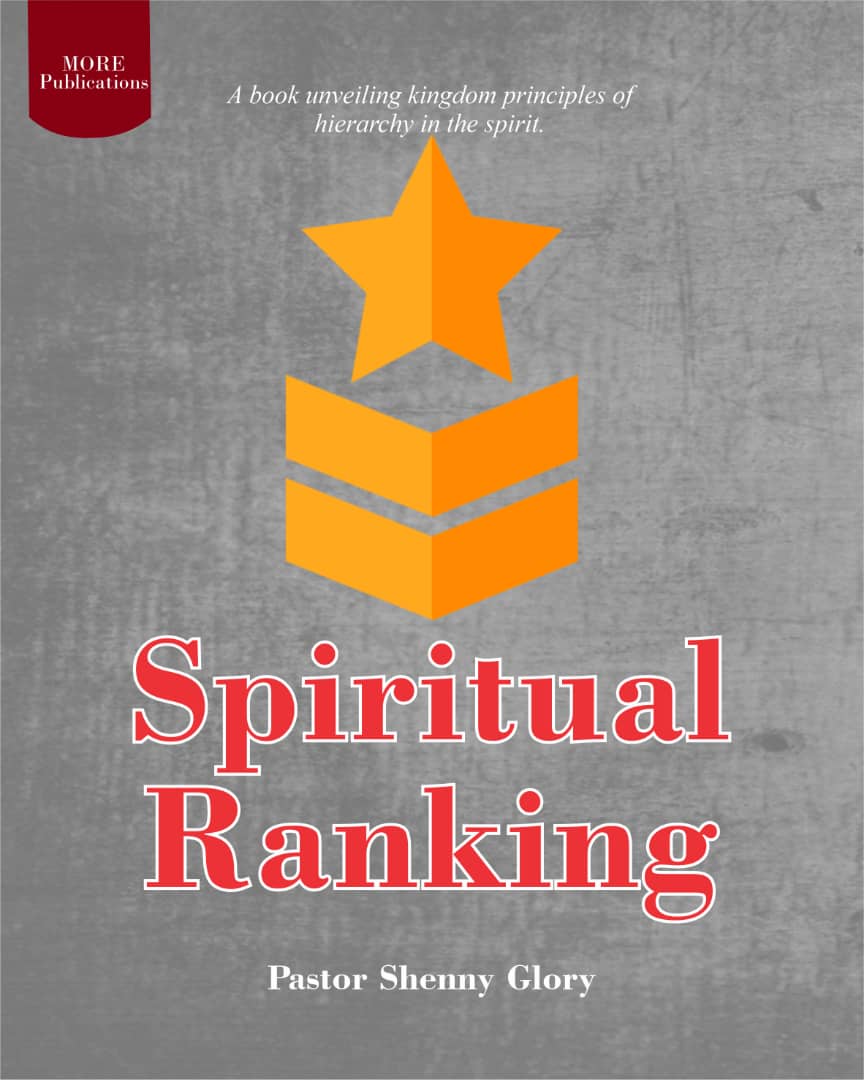 MORE
Publications
A book unveiling kingdom principles of
hierarchy in the spirit.
Spiritual
Ranking
Pastor Shenny Glory